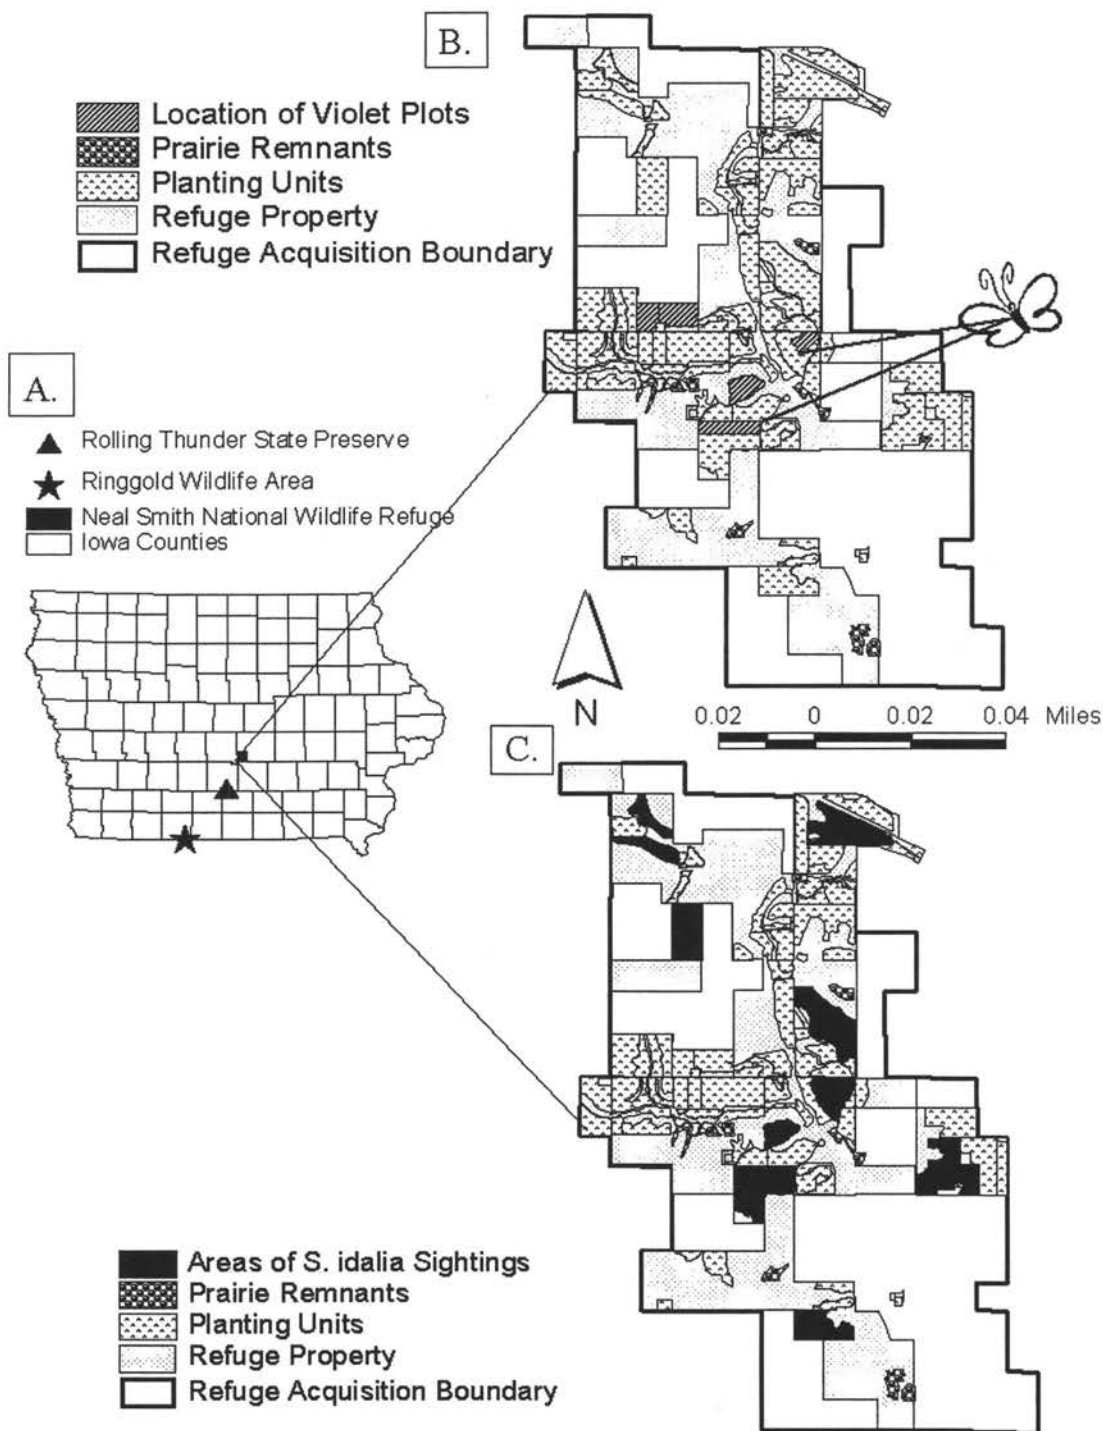 B.
Location of Violet Plots
Prairie Remnants
Planting Units
Refuge Property
Refuge Acquisition Boundary
A.
Rolling Thunder State Preserve
Ringgold Wildlife Area
Neal Smith National Wildlife Refuge
Iowa Counties
N
0.02 0 0.02 0.04 Miles
C.
Areas of S. idalia Sightings
Prairie Remnants
Planting Units
Refuge Property
Refuge Acquisition Boundary